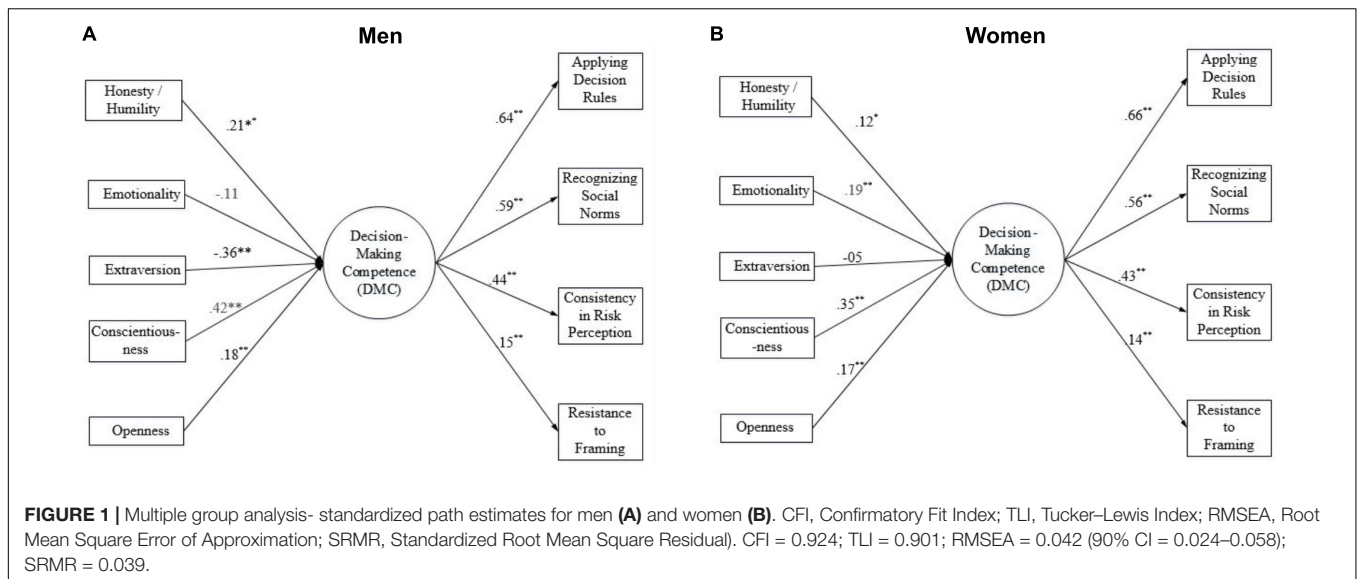 A
Men
Honesty /
Humility
Emotionality
Extraversion
Conscientious-
ness
Openness
.21**
-.11
-.36**
.42**
.18**
Decision-
Making
Competence
(DMC)
.64**
.59**
.44**
.15**
Applying
Decision
Rules
Recognizing
Social
Norms
Consistency
in Risk
Perception
Resistance
to
Framing
B
Women
Honesty /
Humility
Emotionality
Extraversion
Conscientious
-ness
Openness
.12*
.19**
-05
.35**
.17**
Decision-
Making
Competence
(DMC)
.66**
.56**
.43**
14**
Applying
Decision
Rules
Recognizing
Social
Norms
Consistency
in Risk
Perception
Resistance
to
Framing
FIGURE 1 | Multiple group analysis- standardized path estimates for men (A) and women (B). CFI, Confirmatory Fit Index; TLI, Tucker–Lewis Index; RMSEA, Root
Mean Square Error of Approximation; SRMR, Standardized Root Mean Square Residual). CFI = 0.924; TLI = 0.901; RMSEA = 0.042 (90% CI = 0.024–0.058);
SRMR = 0.039.